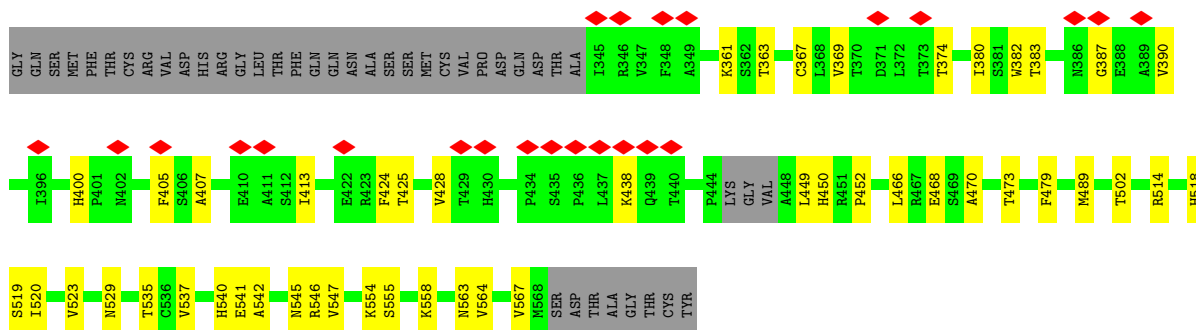 GLY GLN SER MET PHE THR CYS ARG VAL ASP HIS ARG GLY LEU THR PHE GLN GLN ASN ALA SER SER MET CYS VAL PRO ASP GLN ASP THR ALA I345 R346 V347 F348 A349 K361 S362 T363 C367 L368 V369 T370 D371 L372 T373 T374 I380 S381 W382 T383 N386 G387 E388 A389 V390
I396 H400 P401 N402 F405 S406 A407 E410 A411 S412 I413 E422 R423 F424 T425 V428 T429 H430 P434 S435 P436 L437 K438 Q439 T440 P444 LYS GLY VAL A448 L449 H450 R451 P452 L466 R467 E468 S469 A470 T473 F479 M489 T502 R514 H518
S519 I520 V523 N529 T535 C536 V537 H540 E541 A542 N545 R546 V547 K554 S555 K558 N563 V564 V567 M568 SER ASP THR ALA GLY THR CYS TYR